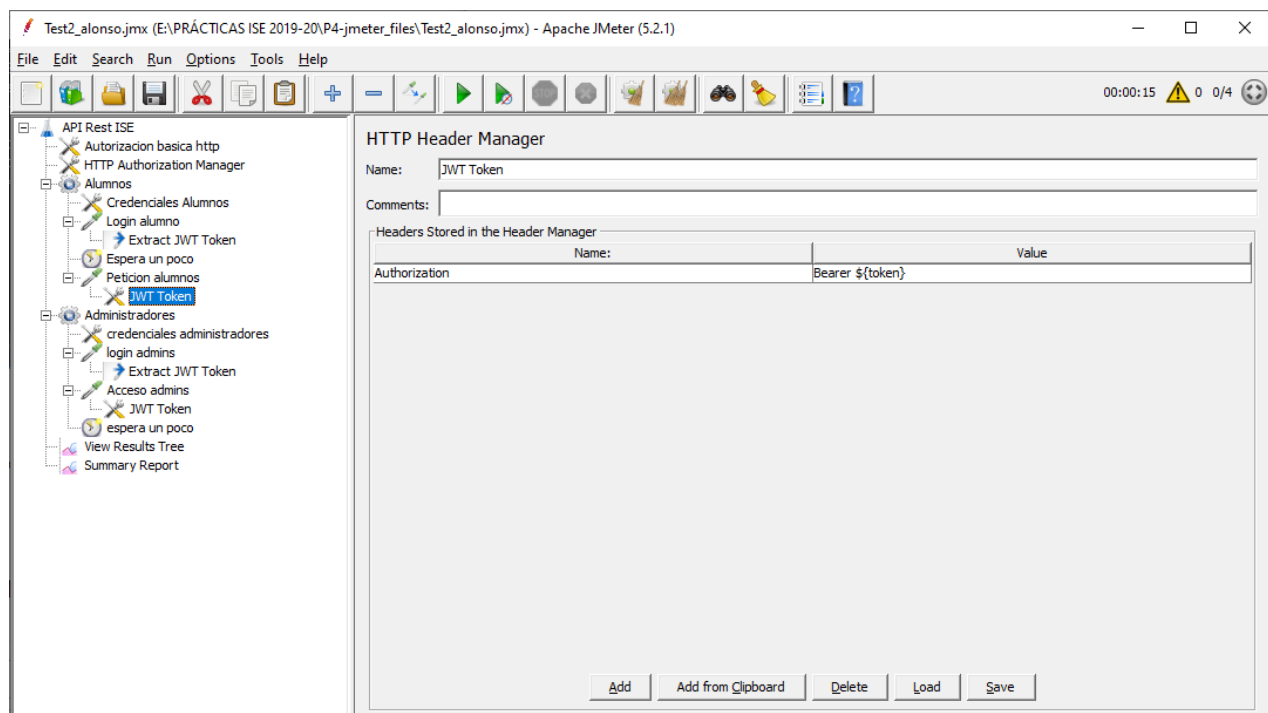 Test2_alonso.jmx (E:\PRÁCTICAS ISE 2019-20\P4-jmeter_files\Test2_alonso.jmx) - Apache JMeter (5.2.1)
File Edit Search Run Options Tools Help
STOP
00:00:15 0 0/4
API Rest ISE
Autorizacion basica http
HTTP Authorization Manager
Alumnos
Credenciales Alumnos
Login alumno
Extract JWT Token
Espera un poco
Peticion alumnos
JWT Token
Administradores
credenciales administradores
login admins
Extract JWT Token
Acceso admins
JWT Token
espera un poco
View Results Tree
Summary Report
HTTP Header Manager
Name: JWT Token
Comments:
Headers Stored in the Header Manager
Name: Value
Authorization Bearer ${token}
Add Add from Clipboard Delete Load Save